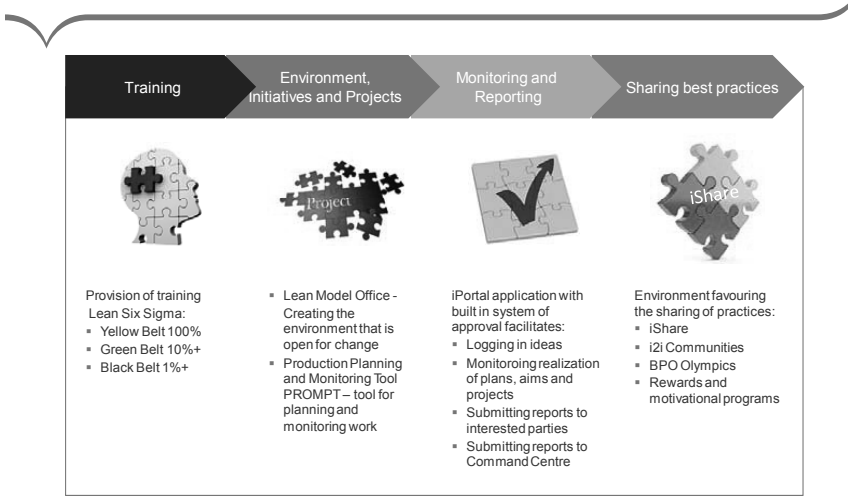 Training
Environment,
Initiatives and Projects
Monitoring and
Reporting
Sharing best practices
Project
iShare
Provision of training
Lean Six Sigma:
▪ Yellow Belt 100%
▪ Green Belt 10%+
▪ Black Belt 1%+
▪ Lean Model Office -
Creating the
environment that is
open for change
▪ Production Planning
and Monitoring Tool
PROMPT – tool for
planning and
monitoring work
iPortal application with
built in system of
approval facilitates:
▪ Logging in ideas
▪ Monitoroing realization
of plans, aims and
projects
▪ Submitting reports to
interested parties
▪ Submitting reports to
Command Centre
Environment favouring
the sharing of practices:
▪ iShare
▪ i2i Communities
▪ BPO Olympics
▪ Rewards and
motivational programs